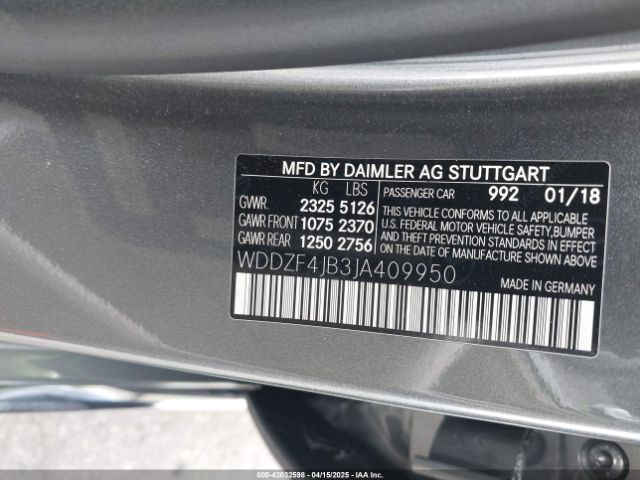 MFD BY DAIMLER AG STUTTGART
KG LBS
GVWR. 2325 5126
GAWR FRONT 1075 2370
GAWR REAR 1250 2756
PASSENGER CAR 992 01/18
THIS VEHICLE CONFORMS TO ALL APPLICABLE
U.S. FEDERAL MOTOR VEHICLE SAFETY,BUMPER
AND THEFT PREVENTION STANDARDS IN EFFECT
ON THE DATE OF MANUFACTURE SHOWN ABOVE.
MADE IN GERMANY
WDDZF4JB3JA409950
000-42032598 - 04/15/2025 - IAA Inc.